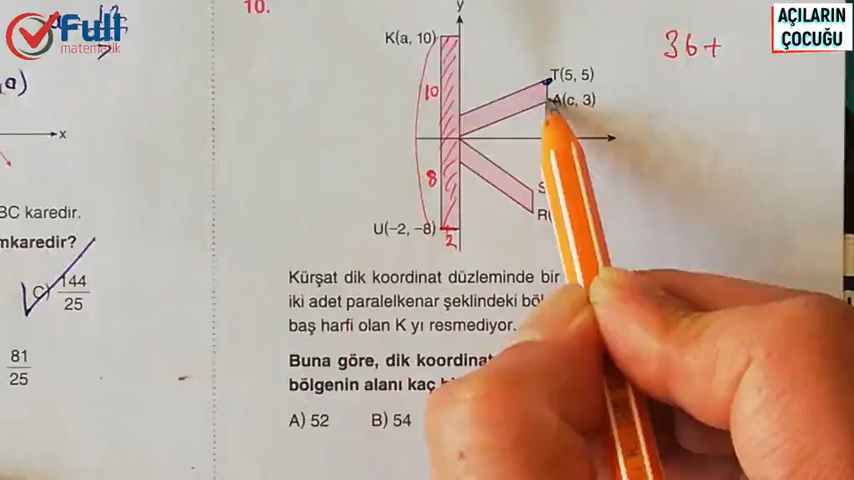 Full
matematik
AÇILARIN
ÇOCUĞU
10.
y
K(a, 10)
36+
T(5, 5)
A(c, 3)
10
x
8
U(-2, -8)
2
BC karedir.
mkaredir?
C) 144
25
81
25
Kürşat dik koordinat düzleminde bir
iki adet paralelkenar şeklindeki böl
baş harfi olan K yı resmediyor.
Buna göre, dik koordinat
bölgenin alanı kaç bi
A) 52 B) 54